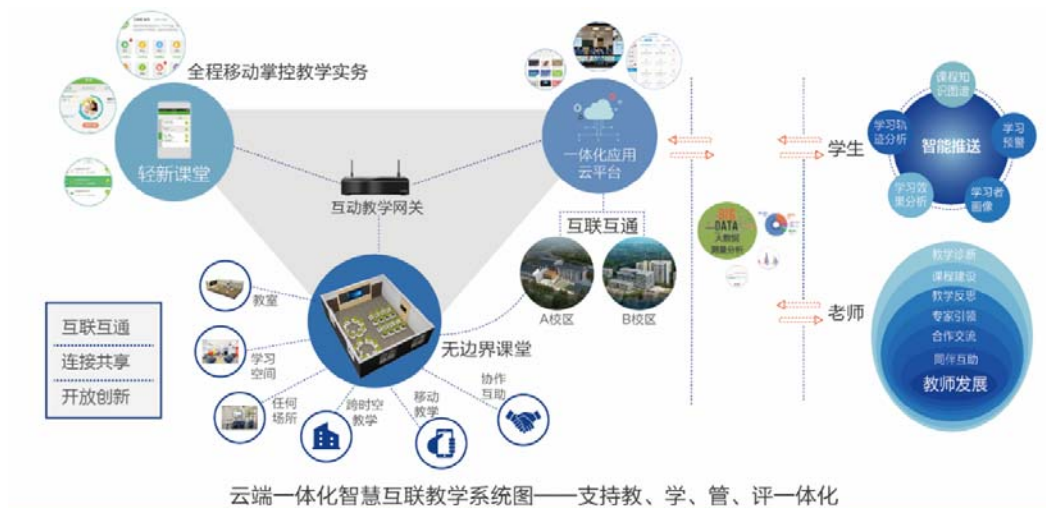 全程移动掌控教学实务
轻新课堂
一体化应用
云平台
互动教学网关
互联互通
A校区
B校区
教室
学习
空间
任何
场所
跨时空
教学
移动
教学
协作
互助
无边界课堂
互联互通
连接共享
开放创新
BIG
DATA
大数据
测量分析
学生
老师
课程知
识图谱
学习轨
迹分析
学习
预警
智能推送
学习效
果分析
学习者
画像
教学诊断
课程建设
教学反思
专家引领
合作交流
同伴互助
教师发展
云端一体化智慧互联教学系统图——支持教、学、管、评一体化